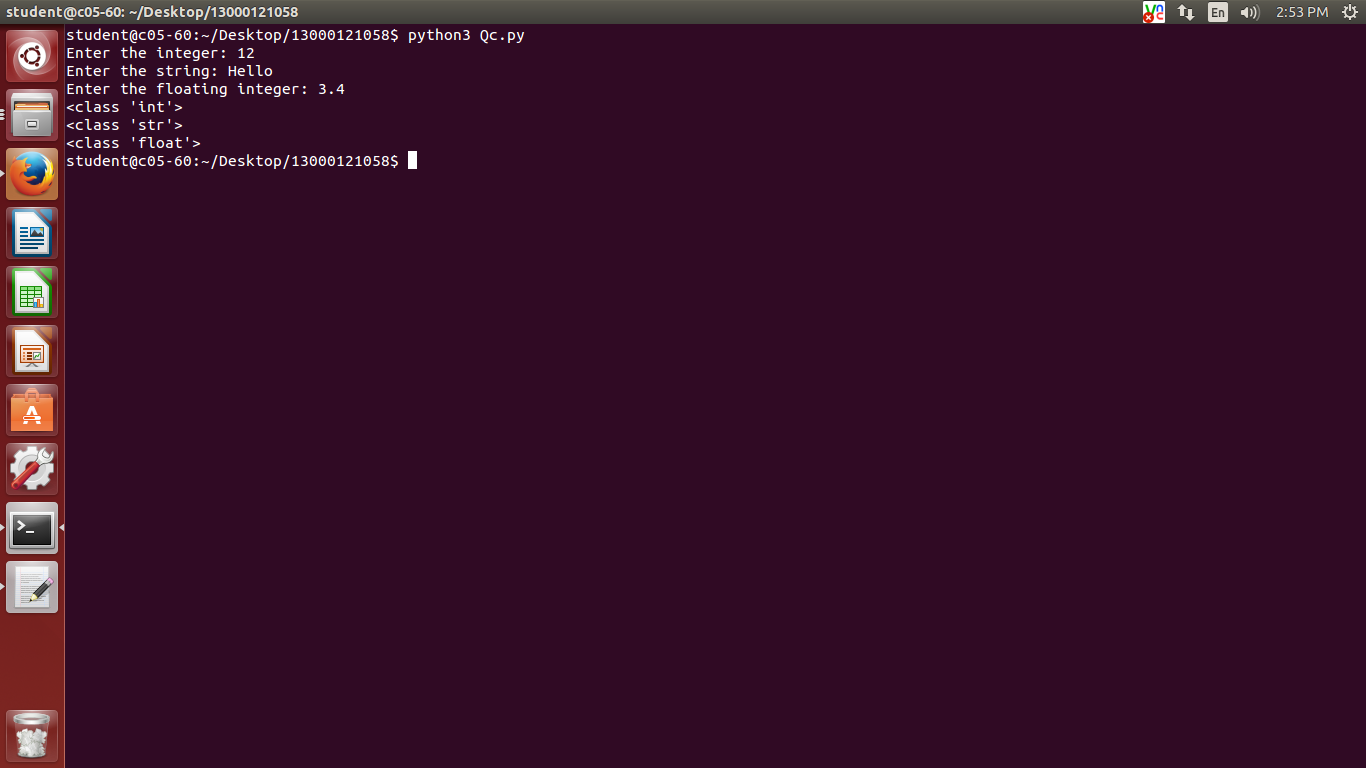 student@c05-60: ~/Desktop/13000121058
En
2:53 PM
student@c05-60:~/Desktop/13000121058$ python3 Qc.py
Enter the integer: 12
Enter the string: Hello
Enter the floating integer: 3.4
<class 'int'>
<class 'str'>
<class 'float'>
student@c05-60:~/Desktop/13000121058$